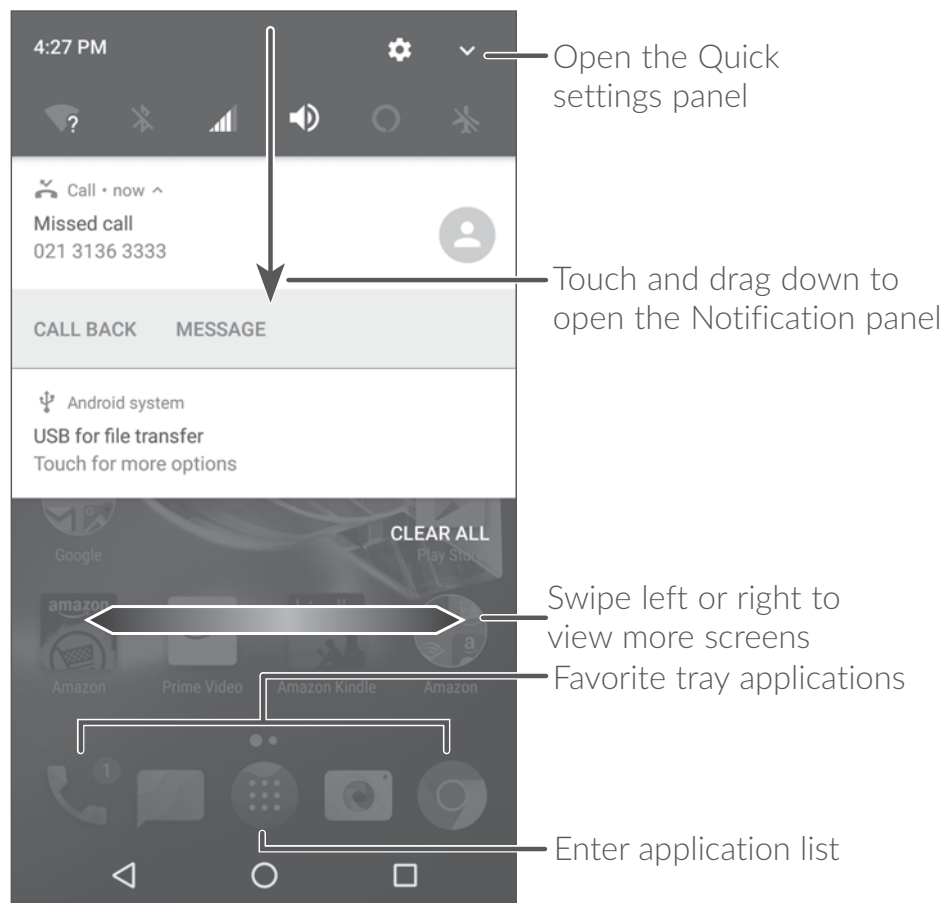 4:27 PM
Open the Quick
settings panel
?
Call • now
Missed call
021 3136 3333
Touch and drag down to
open the Notification panel
CALL BACK MESSAGE
Android system
USB for file transfer
Touch for more options
CLEAR ALL
Google
Play Store
amazon
a
Swipe left or right to
view more screens
Amazon Prime Video Amazon Kindle Amazon
Favorite tray applications
1
Enter application list